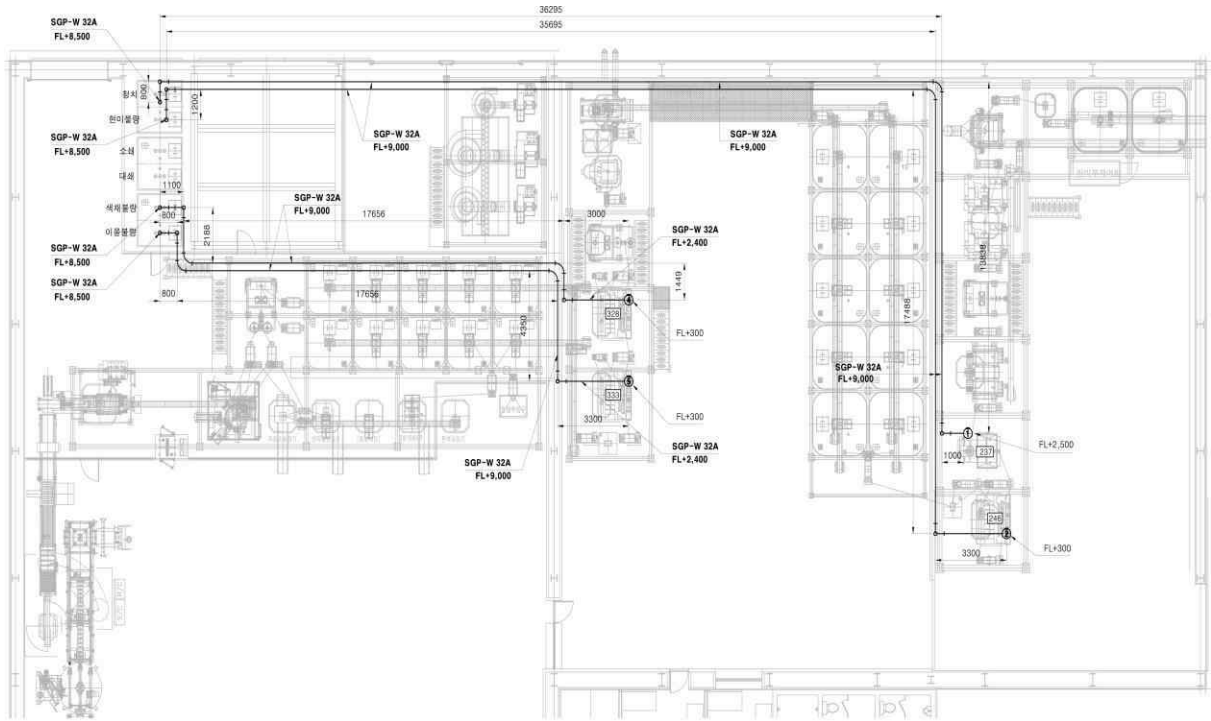 36295
35695
SGP-W 32A
FL+8,500
800
청치
1200
현미불량
SGP-W 32A
FL+8,500
SGP-W 32A
FL+9,000
SGP-W 32A
FL+9,000
소쇄
대쇄
1100
SGP-W 32A
FL+9,000
색채불량
800
17656
3000
2188
이물불량
SGP-W 32A
FL+2,400
SGP-W 32A
FL+8,500
SGP-W 32A
FL+8,500
800
17656
1449
4350
17488
328
FL+300
SGP-W 32A
FL+9,000
333
3300
FL+300
SGP-W 32A
FL+2,400
SGP-W 32A
FL+9,000
FL+2,500
237
1000
246
FL+300
3300